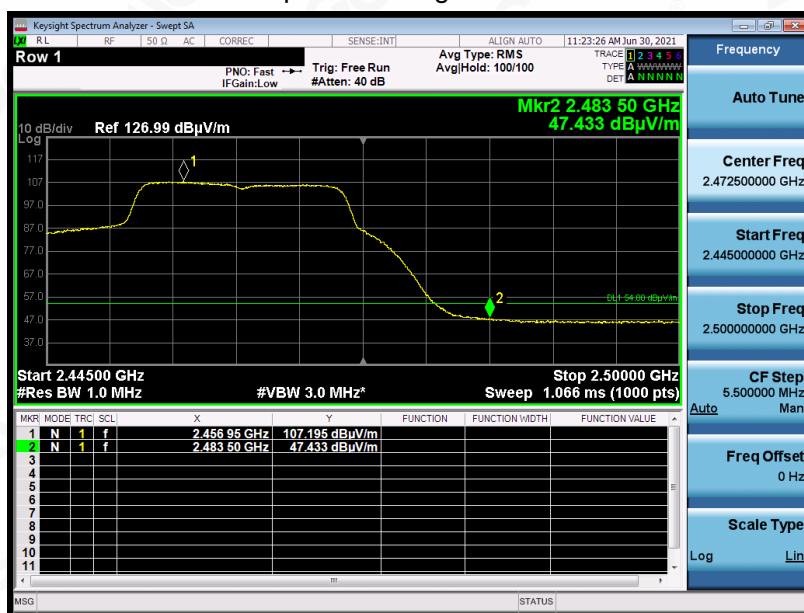 Keysight Spectrum Analyzer - Swept SA
LXI RL RF 50 Ω AC CORREC SENSE:INT ALIGN AUTO 11:23:26 AM Jun 30, 2021
Row 1
PNO: Fast
IFGain:Low
Trig: Free Run
#Atten: 40 dB
Avg Type: RMS
Avg|Hold: 100/100
TRACE 1 2 3 4 5 6
TYPE A WWWWW
DET A N N N N N
Mkr2 2.483 50 GHz
47.433 dBµV/m
10 dB/div Ref 126.99 dBµV/m
Log
117
107
97.0
87.0
77.0
67.0
57.0
47.0
37.0
1
2
DL1 54.00 dBµV/m
Start 2.44500 GHz Stop 2.50000 GHz
#Res BW 1.0 MHz #VBW 3.0 MHz* Sweep 1.066 ms (1000 pts)
MKR MODE TRC SCL X Y FUNCTION FUNCTION WIDTH FUNCTION VALUE
1 N 1 f 2.456 95 GHz 107.195 dBµV/m
2 N 1 f 2.483 50 GHz 47.433 dBµV/m
3
4
5
6
7
8
9
10
11
MSG STATUS
Frequency
Auto Tune
Center Freq
2.472500000 GHz
Start Freq
2.445000000 GHz
Stop Freq
2.500000000 GHz
CF Step
5.500000 MHz
Auto Man
Freq Offset
0 Hz
Scale Type
Log Lin